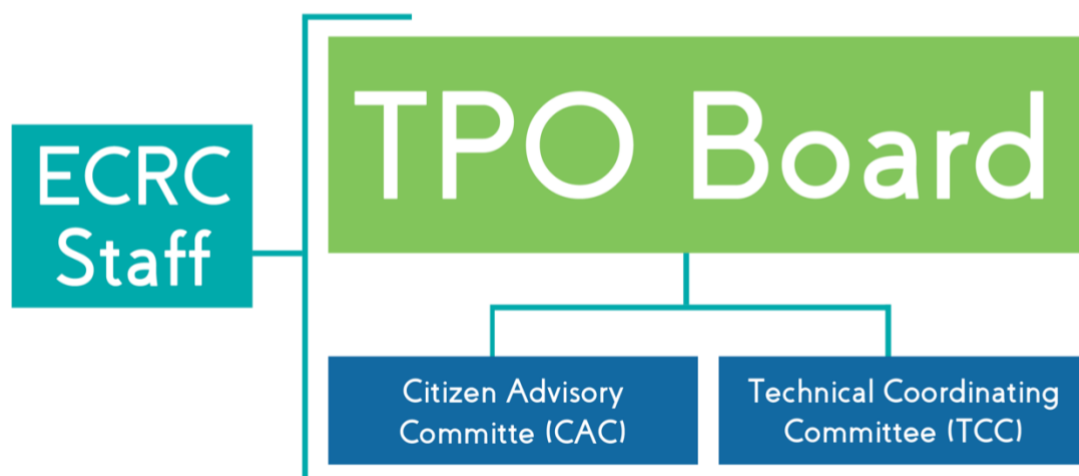 ECRC
Staff
TPO Board
Citizen Advisory
Committe (CAC)
Technical Coordinating
Committee (TCC)